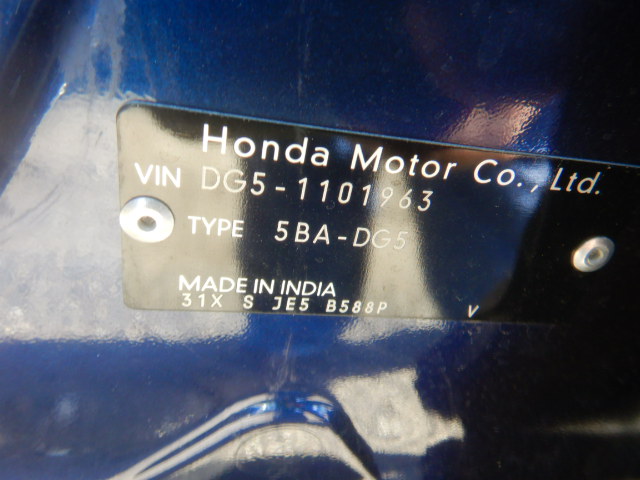 Honda Motor Co., Ltd.
VIN DG5-1101963
TYPE 5BA-DG5
MADE IN INDIA
31X S JE5 B588P V